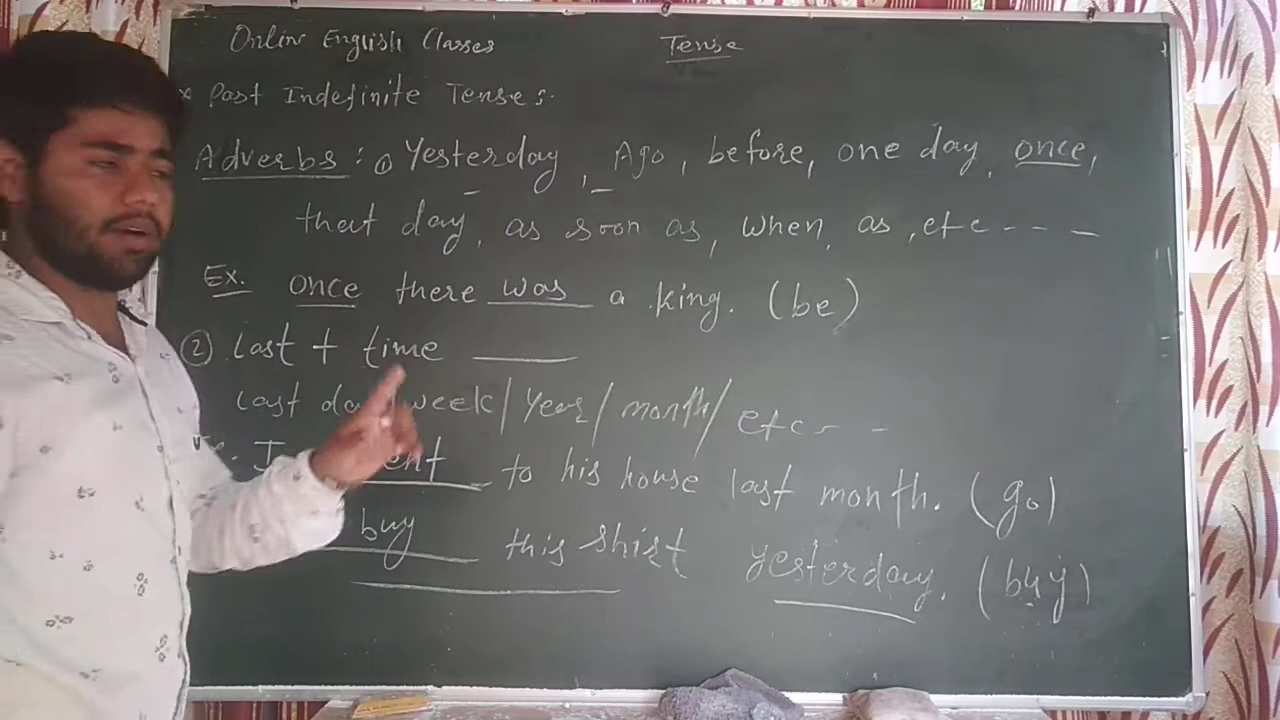 Online English Classes Tense
* Past Indefinite Tense:.
Adverbs: ① Yesterday, Ago, before, one day, once,
that day, as soon as, when, as, etc - - -
Ex. once there was a king. (be)
② Last + time
Last week/Year/month/etc- -
to his house last month. (go)
buy this shirt yesterday. (buy)